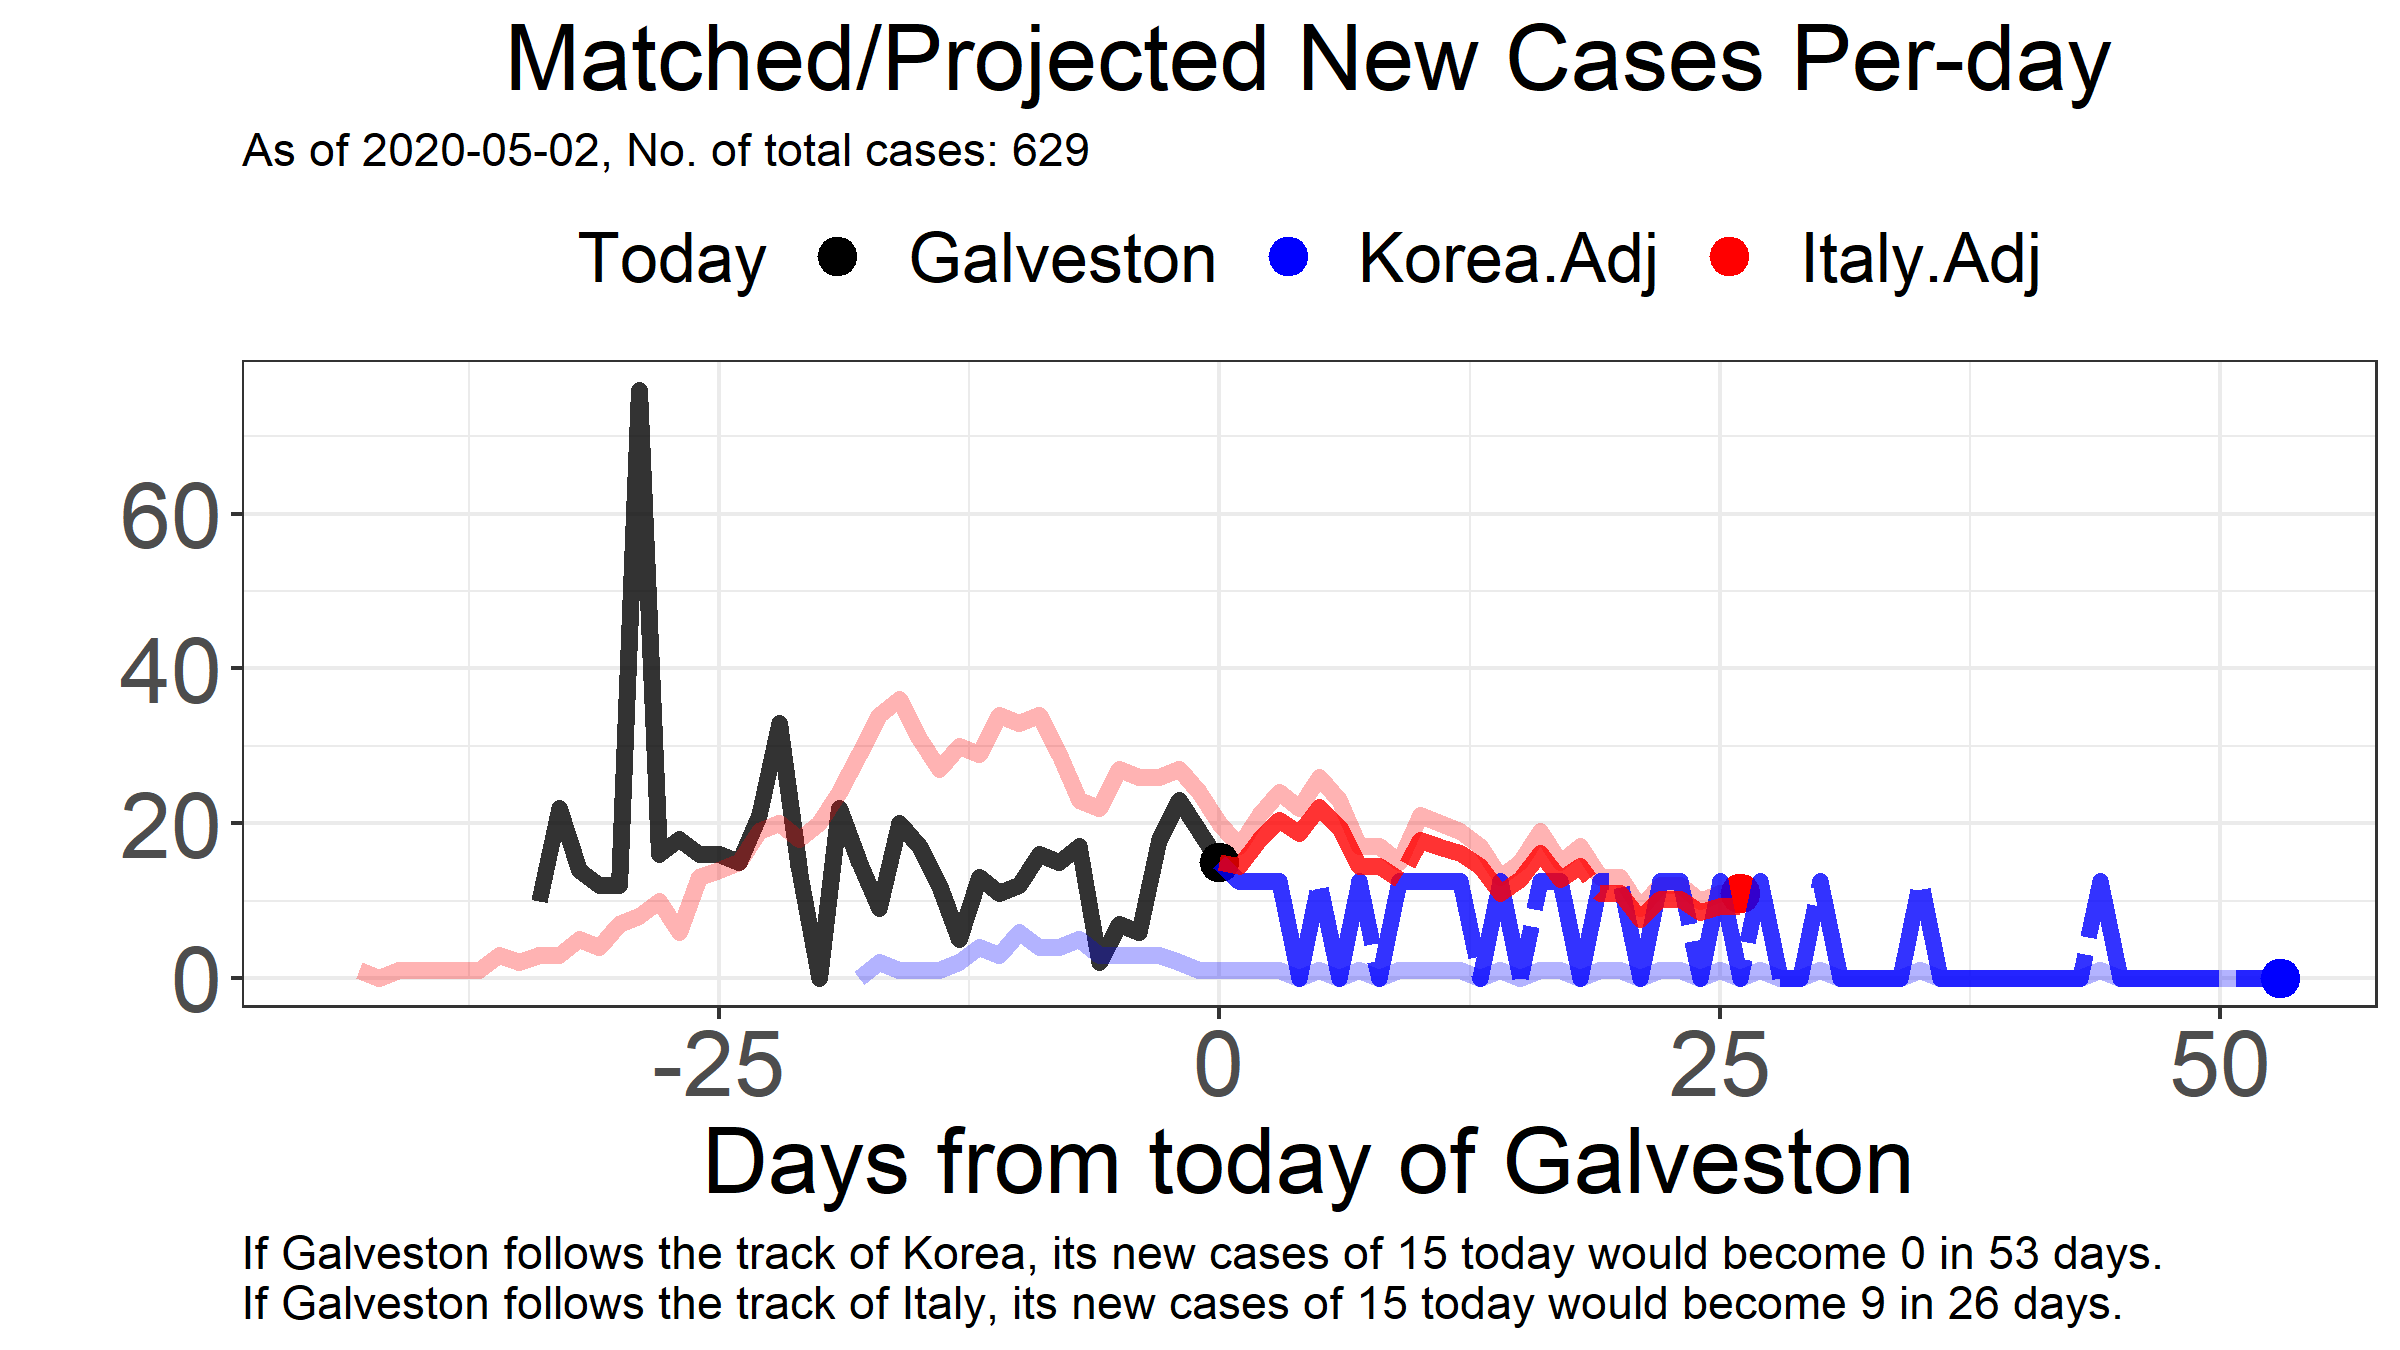 Matched/Projected New Cases Per-day
As of 2020-05-02, No. of total cases: 629
Today Galveston Korea.Adj Italy.Adj
60
40
20
0
-25 0 25 50
Days from today of Galveston
If Galveston follows the track of Korea, its new cases of 15 today would become 0 in 53 days.
If Galveston follows the track of Italy, its new cases of 15 today would become 9 in 26 days.